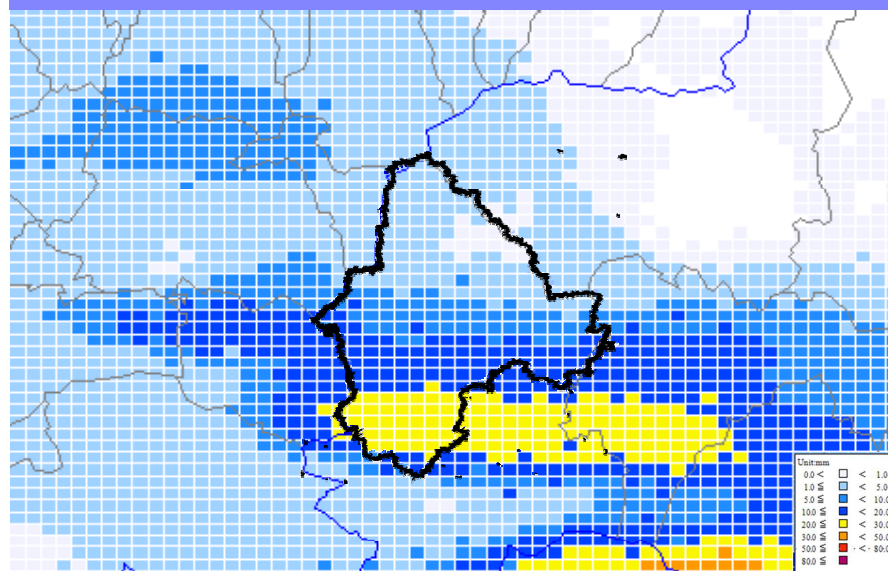 Unit:mm
0.0 < < 1.0
1.0 ≦ < 5.0
5.0 ≦ < 10.0
10.0 ≦ < 20.0
20.0 ≦ < 30.0
30.0 ≦ < 50.0
50.0 ≦ < 80.0
80.0 ≦